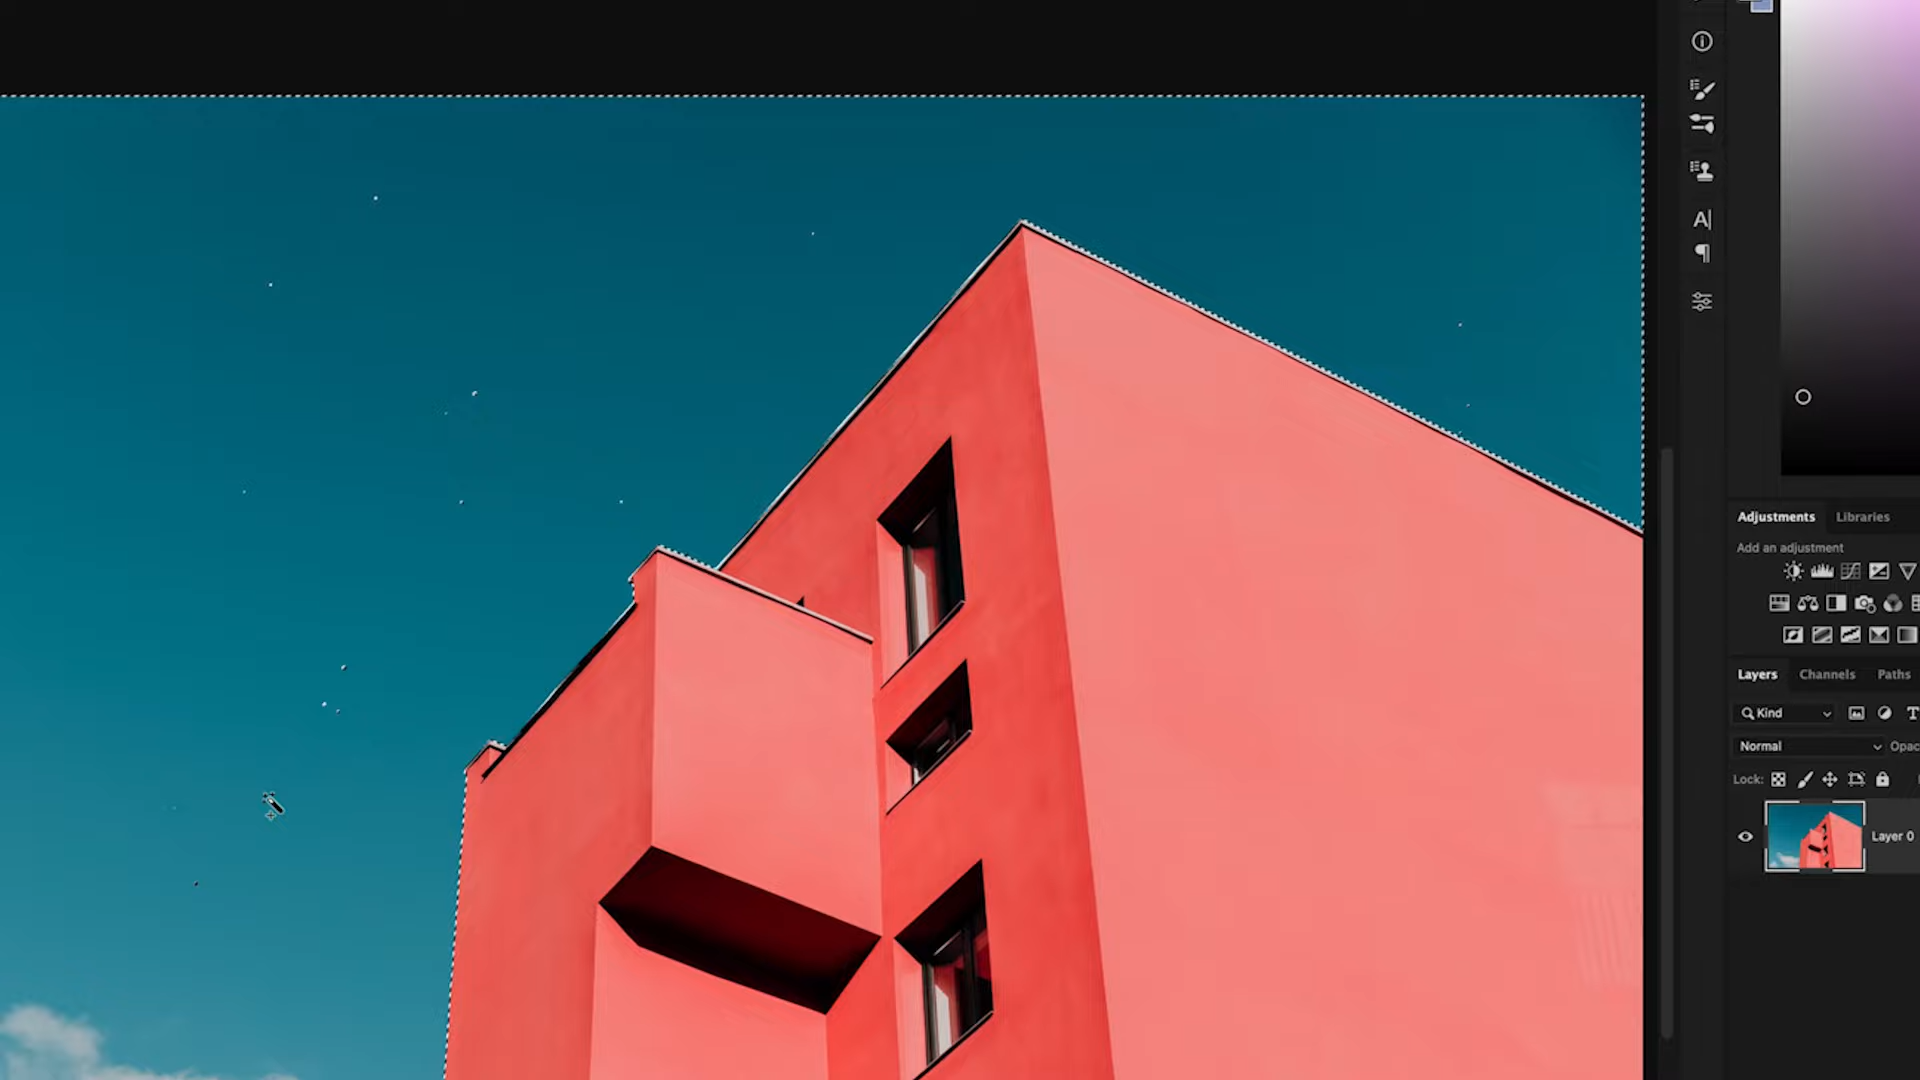 A|
Adjustments Libraries
Add an adjustment
Layers Channels Paths
Kind
T
Normal Opac
Lock:
Layer 0